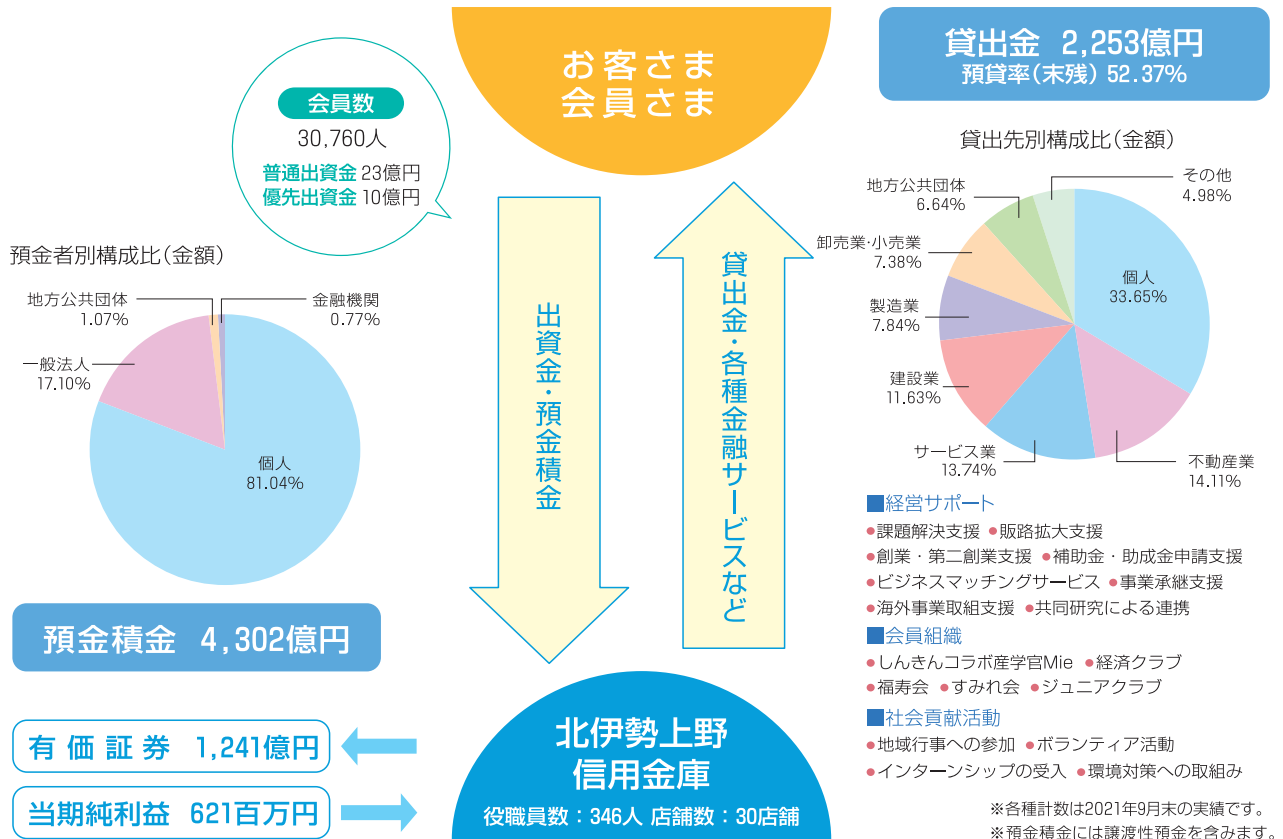 お客さま
会員さま
会員数
30,760人
普通出資金 23億円
優先出資金 10億円
預金者別構成比(金額)
地方公共団体
1.07%
金融機関
0.77%
一般法人
17.10%
個人
81.04%
預金積金 4,302億円
有価証券 1,241億円
当期純利益 621百万円
出資金・預金積金
貸出金・各種金融サービスなど
北伊勢上野
信用金庫
役職員数：346人 店舗数：30店舗
貸出金 2,253億円
預貸率(末残) 52.37%
貸出先別構成比(金額)
その他
4.98%
地方公共団体
6.64%
卸売業・小売業
7.38%
製造業
7.84%
建設業
11.63%
サービス業
13.74%
不動産業
14.11%
個人
33.65%
■経営サポート
●課題解決支援 ●販路拡大支援
●創業・第二創業支援 ●補助金・助成金申請支援
●ビジネスマッチングサービス ●事業承継支援
●海外事業取組支援 ●共同研究による連携
■会員組織
●しんきんコラボ産学官Mie ●経済クラブ
●福寿会 ●すみれ会 ●ジュニアクラブ
■社会貢献活動
●地域行事への参加 ●ボランティア活動
●インターンシップの受入 ●環境対策への取組み
※各種計数は2021年9月末の実績です。
※預金積金には譲渡性預金を含みます。